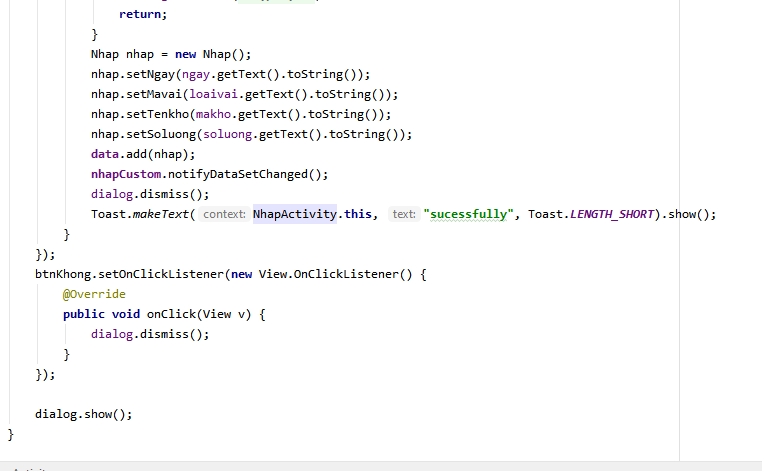 return;
}
Nhap nhap = new Nhap();
nhap.setNgay(ngay.getText().toString());
nhap.setMavai(loaivai.getText().toString());
nhap.setTenkho(makho.getText().toString());
nhap.setSoluong(soluong.getText().toString());
data.add(nhap);
nhapCustom.notifyDataSetChanged();
dialog.dismiss();
Toast.makeText( context: NhapActivity.this, text: "sucessfully", Toast.LENGTH_SHORT).show();
}
});
btnKhong.setOnClickListener(new View.OnClickListener() {
@Override
public void onClick(View v) {
dialog.dismiss();
}
});
dialog.show();
}